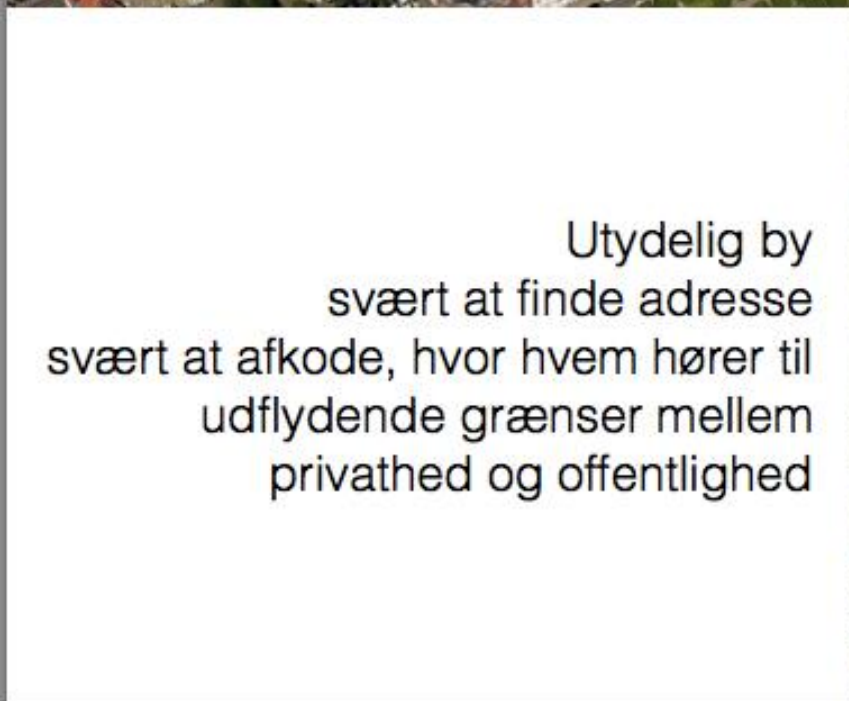 Utydelig by
svært at finde adresse
svært at afkode, hvor hvem hører til
udflydende grænser mellem
privathed og offentlighed